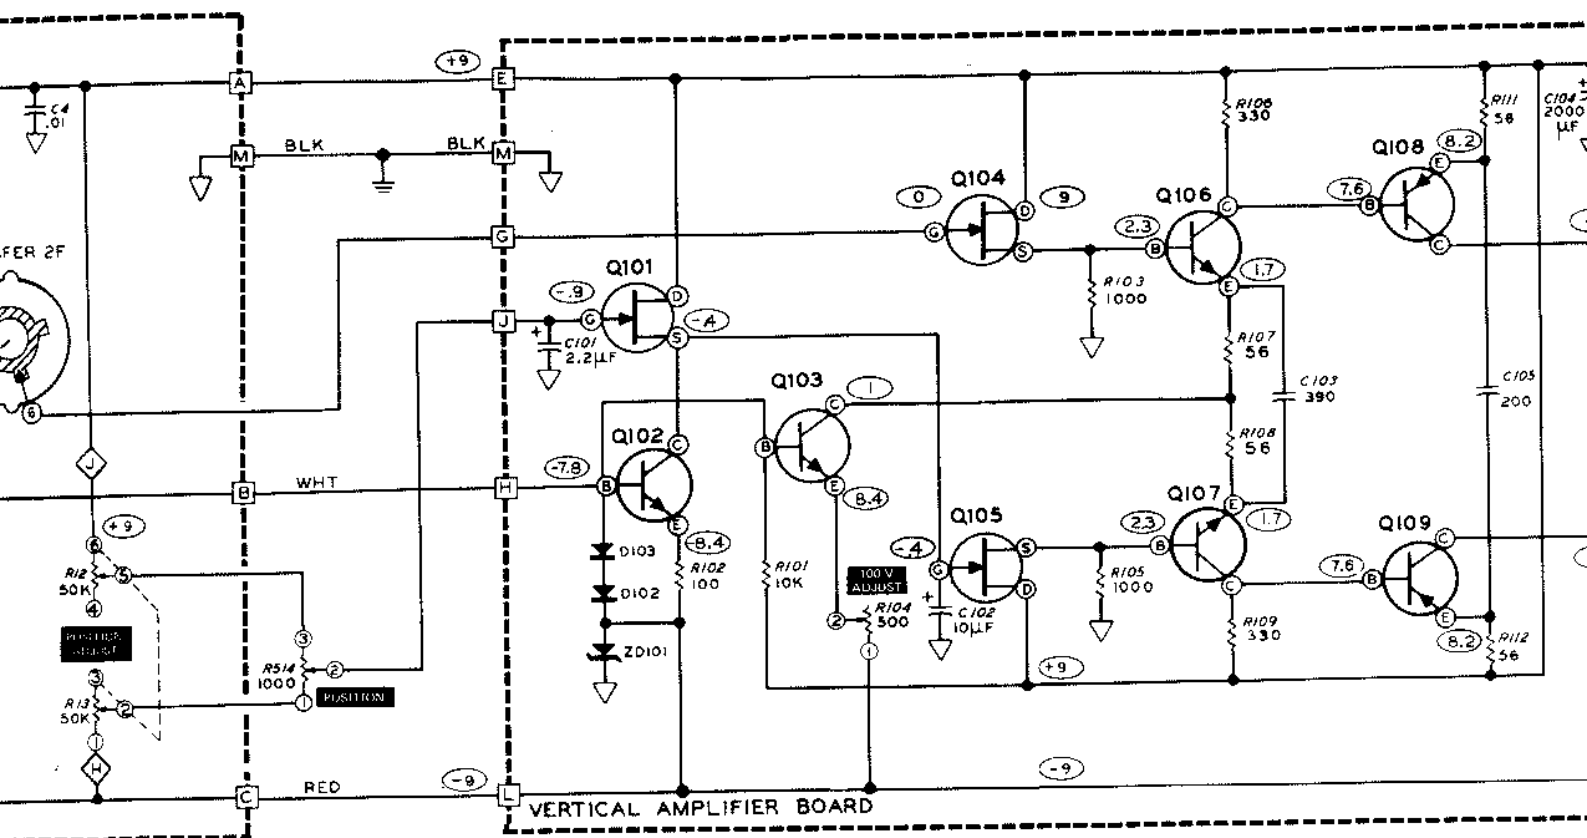 +9
A
E
C4
.01
R106
330
R111
56
C104
2000
µF
+
M
BLK
BLK
M
Q108
8.2
E
Q104
0
D
9
Q106
C
7.6
B
G
G
S
2.3
B
C
AFER 2F
Q101
R103
1000
1.7
E
-.9
D
J
G
S
-.4
+
C101
2.2µF
R107
56
Q103
1
C
C103
390
C105
200
6
Q102
C
B
R108
56
J
-7.8
B
WHT
B
H
E
8.4
Q107
E
1.7
+9
6
E
-8.4
Q105
S
2.3
B
Q109
C
R12
50K
5
4
D103
R102
100
R101
10K
-.4
G
D
100 V
ADJUST
R105
1000
C
7.6
B
D102
2
R104
500
+
C102
10µF
R109
330
E
8.2
R112
56
POSITION
ADJUST
3
ZD101
1
+9
R514
1000
2
3
R13
50K
2
1
POSITION
1
H
C
RED
-9
L
-9
VERTICAL AMPLIFIER BOARD